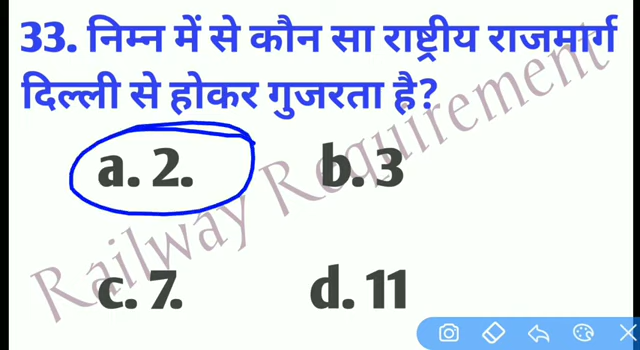 33. निम्न में से कौन सा राष्ट्रीय राजमार्ग
दिल्ली से होकर गुजरता है?
a. 2. b. 3
c. 7. d. 11
Railway Requirement